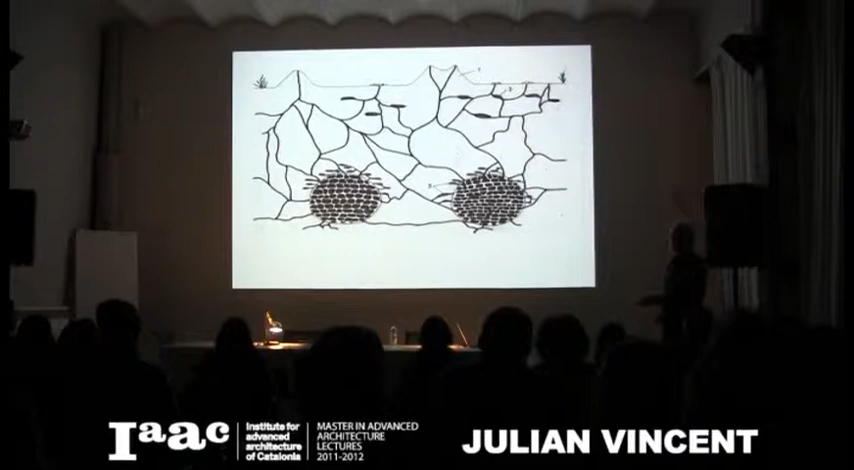 Iaac
Institute for
advanced
architecture
of Catalonia
MASTER IN ADVANCED
ARCHITECTURE
LECTURES
2011-2012
JULIAN VINCENT